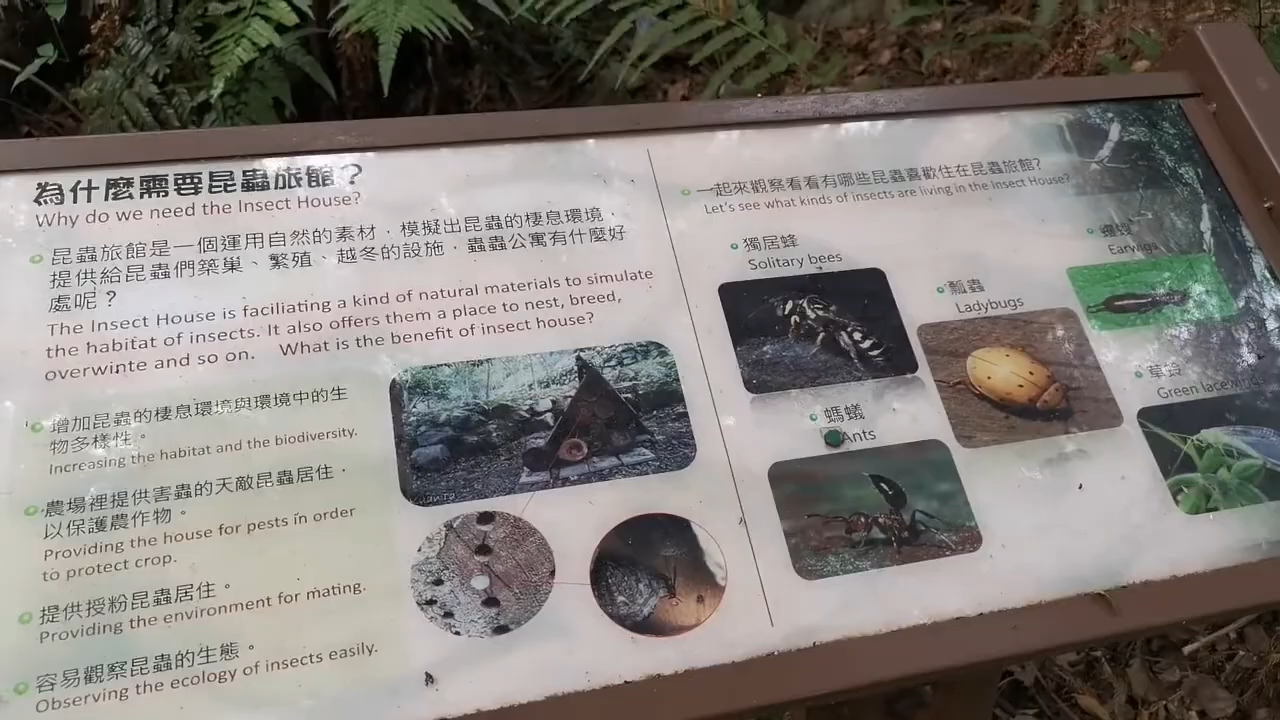 為什麼需要昆蟲旅館？
Why do we need the Insect House?
昆蟲旅館是一個運用自然的素材，模擬出昆蟲的棲息環境，
提供給昆蟲們築巢、繁殖、越冬的設施，蟲蟲公寓有什麼好
處呢？
The Insect House is faciliating a kind of natural materials to simulate
the habitat of insects. It also offers them a place to nest, breed,
overwinte and so on. What is the benefit of insect house?
增加昆蟲的棲息環境與環境中的生
物多樣性。
Increasing the habitat and the biodiversity.
農場裡提供害蟲的天敵昆蟲居住，
以保護農作物。
Providing the house for pests in order
to protect crop.
提供授粉昆蟲居住。
Providing the environment for mating.
容易觀察昆蟲的生態。
Observing the ecology of insects easily.
一起來觀察看看有哪些昆蟲喜歡住在昆蟲旅館?
Let's see what kinds of insects are living in the Insect House?
獨居蜂
Solitary bees
瓢蟲
Ladybugs
Earwigs
螞蟻
Ants
Green lacewings